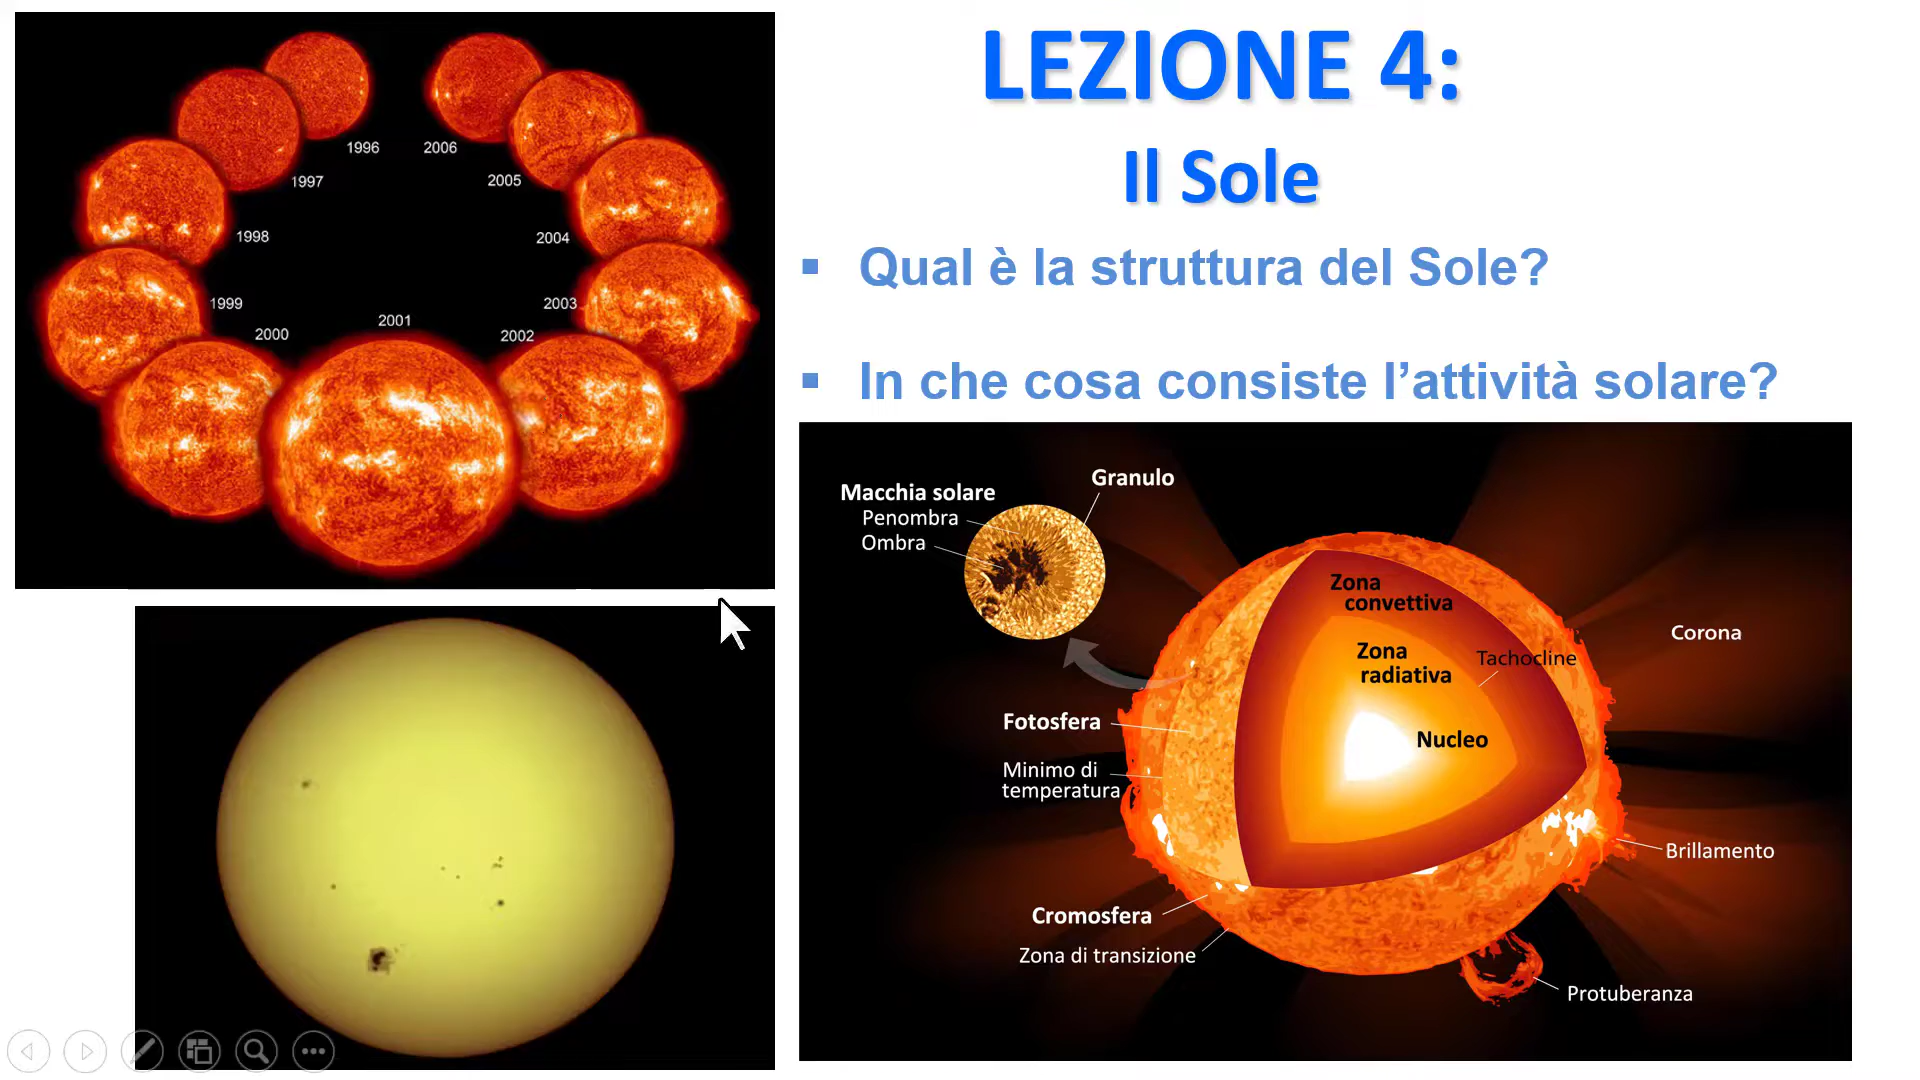 LEZIONE 4:
Il Sole
▪ Qual è la struttura del Sole?
▪ In che cosa consiste l’attività solare?
1996
2006
1997
2005
1998
2004
1999
2003
2000
2001
2002
Granulo
Macchia solare
Penombra
Ombra
Zona
convettiva
Corona
Zona
radiativa
Tachocline
Fotosfera
Nucleo
Minimo di
temperatura
Brillamento
Cromosfera
Zona di transizione
Protuberanza